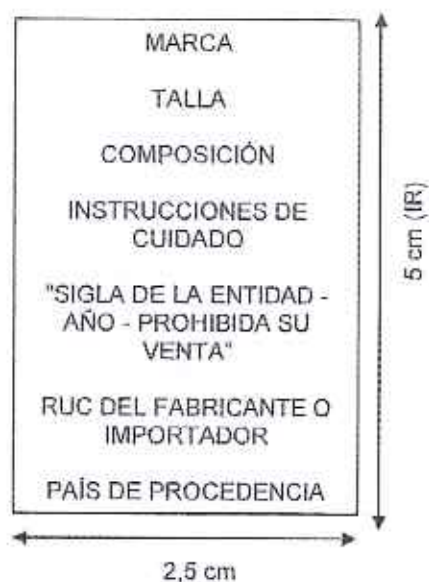 MARCA
TALLA
COMPOSICIÓN
INSTRUCCIONES DE
CUIDADO
"SIGLA DE LA ENTIDAD -
AÑO - PROHIBIDA SU
VENTA"
RUC DEL FABRICANTE O
IMPORTADOR
PAÍS DE PROCEDENCIA
5 cm (IR)
2,5 cm